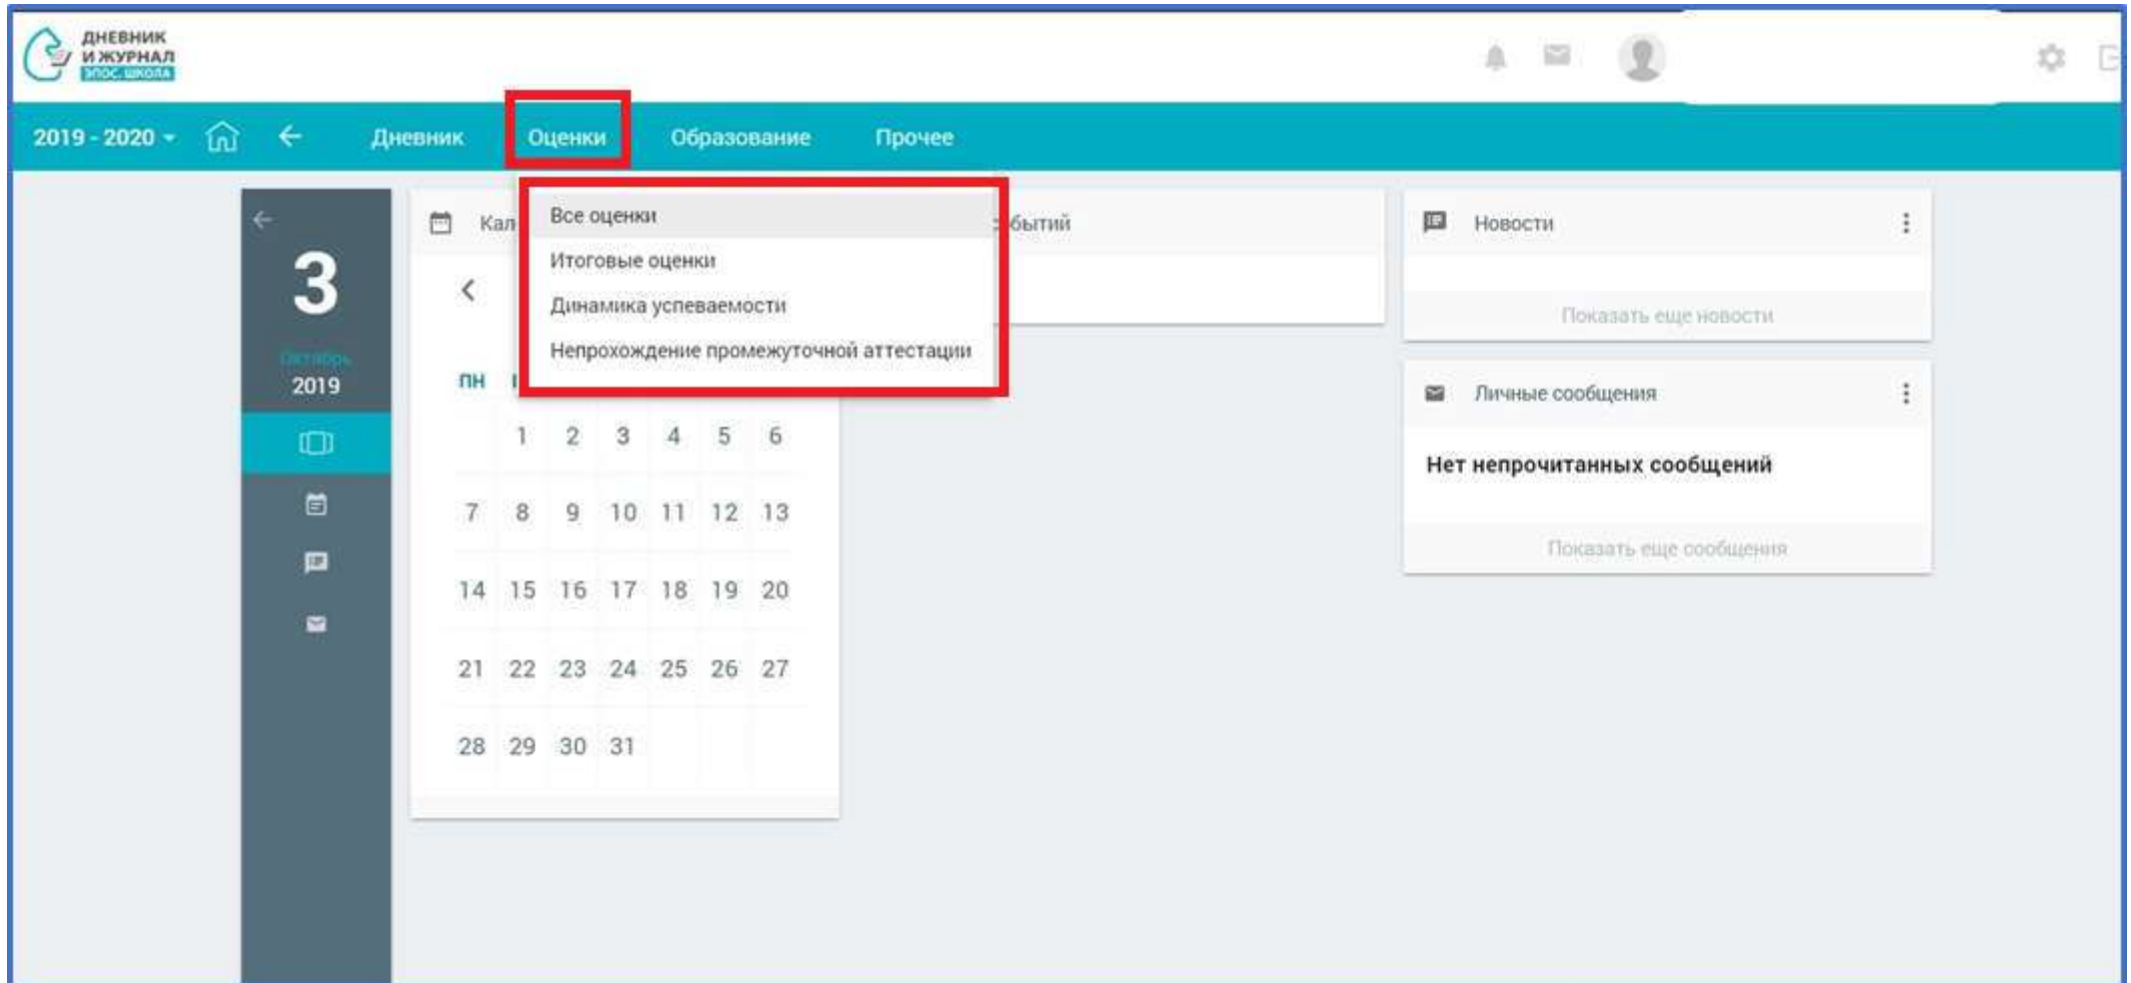 ДНЕВНИК
И ЖУРНАЛ
ЭПОС. ШКОЛА
2019 - 2020
Дневник Оценки Образование Прочее
Все оценки
Итоговые оценки
Динамика успеваемости
Непрохождение промежуточной аттестации
3
Октябрь
2019
Кал
бытий
ПН
1 2 3 4 5 6
7 8 9 10 11 12 13
14 15 16 17 18 19 20
21 22 23 24 25 26 27
28 29 30 31
Новости
Показать еще новости
Личные сообщения
Нет непрочитанных сообщений
Показать еще сообщения